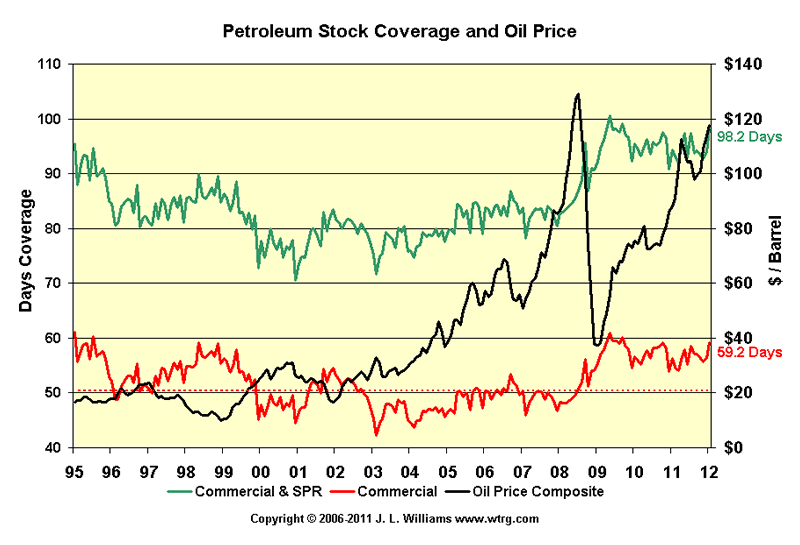 Petroleum Stock Coverage and Oil Price
110
100
90
80
70
60
50
40
Days Coverage
$140
$120
$100
$80
$60
$40
$20
$0
$ / Barrel
98.2 Days
59.2 Days
95 96 97 98 99 00 01 02 03 04 05 06 07 08 09 10 11 12
Commercial & SPR Commercial Oil Price Composite
Copyright © 2006-2011 J. L. Williams www.wtrg.com